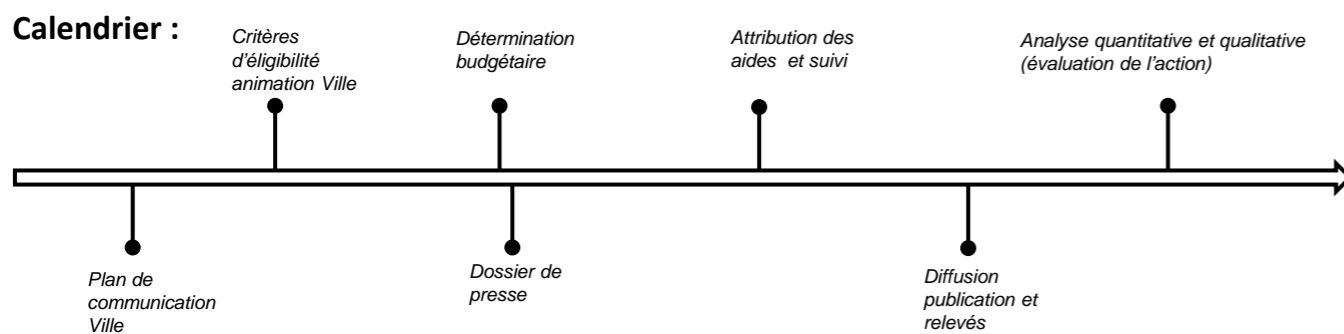 Calendrier :
Critères
d'éligibilité
animation Ville
Détermination
budgétaire
Attribution des
aides et suivi
Analyse quantitative et qualitative
(évaluation de l'action)
Plan de
communication
Ville
Dossier de
presse
Diffusion
publication et
relevés